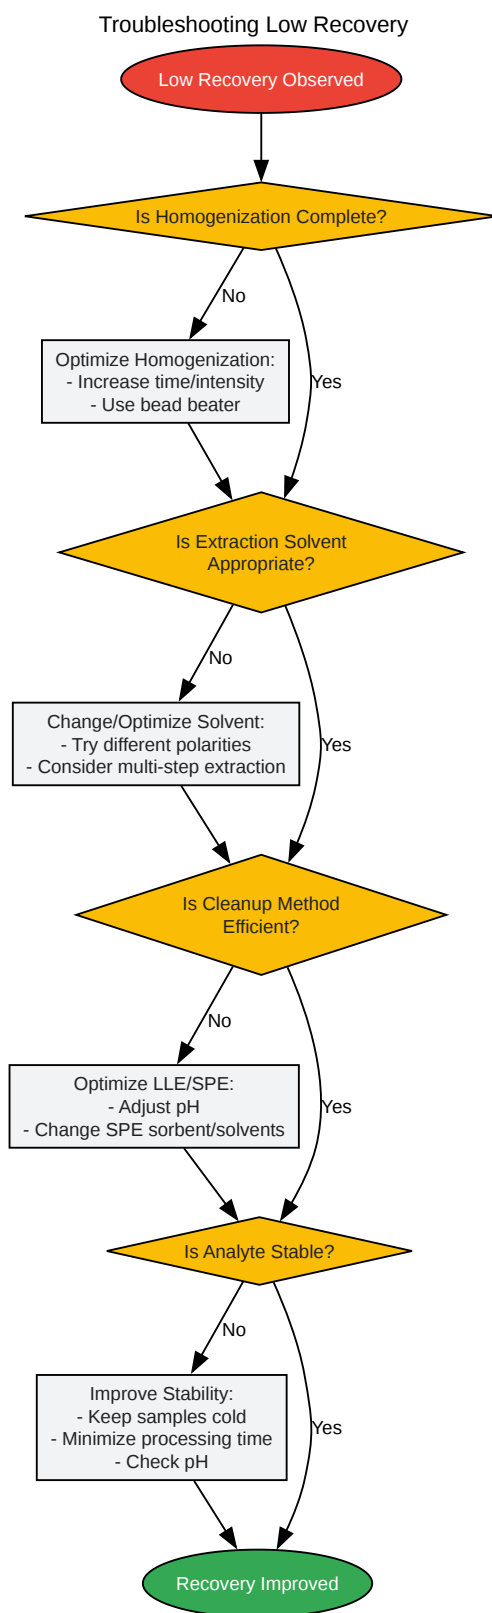 Troubleshooting Low Recovery
Low Recovery Observed
Is Homogenization Complete?
No
Optimize Homogenization:
- Increase time/intensity
- Use bead beater
Yes
Is Extraction Solvent
Appropriate?
No
Change/Optimize Solvent:
- Try different polarities
- Consider multi-step extraction
Yes
Is Cleanup Method
Efficient?
No
Optimize LLE/SPE:
- Adjust pH
- Change SPE sorbent/solvents
Yes
Is Analyte Stable?
No
Improve Stability:
- Keep samples cold
- Minimize processing time
- Check pH
Yes
Recovery Improved